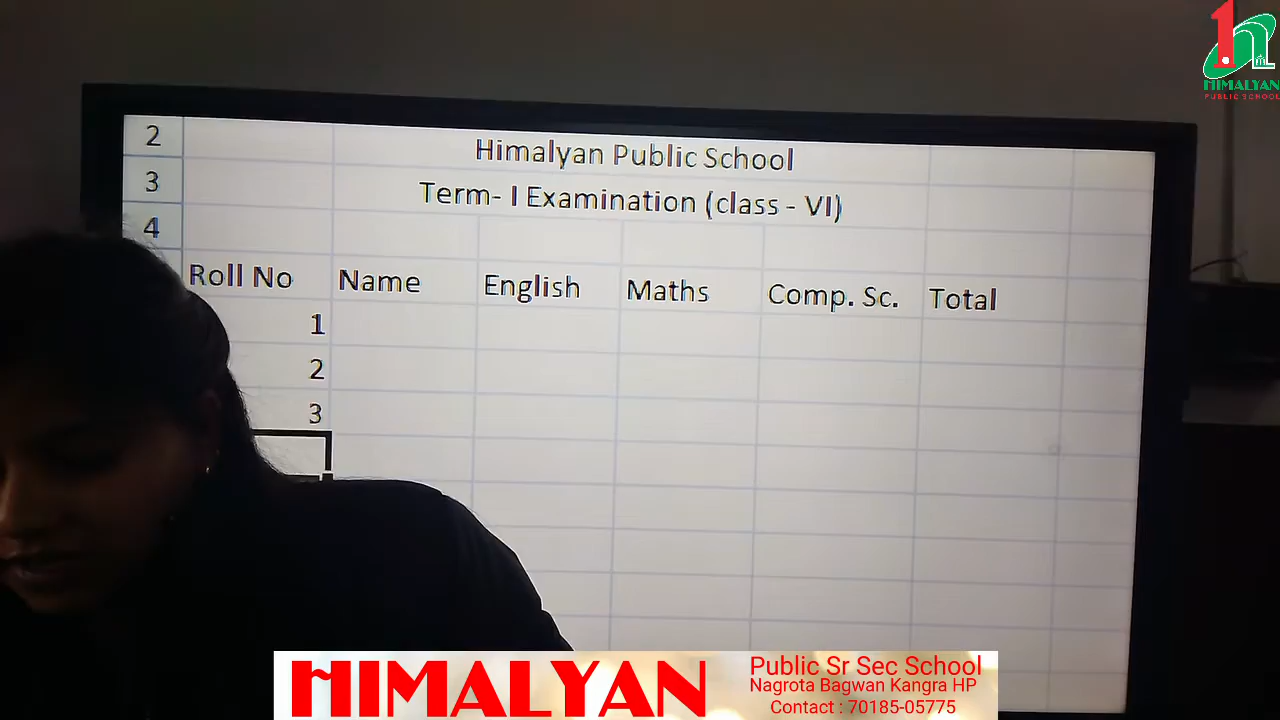 HIMALYAN
PUBLIC SCHOOL
2 Himalyan Public School
3 Term- I Examination (class - VI)
4
Roll No Name English Maths Comp. Sc. Total
1
2
3
HIMALYAN
Public Sr Sec School
Nagrota Bagwan Kangra HP
Contact : 70185-05775